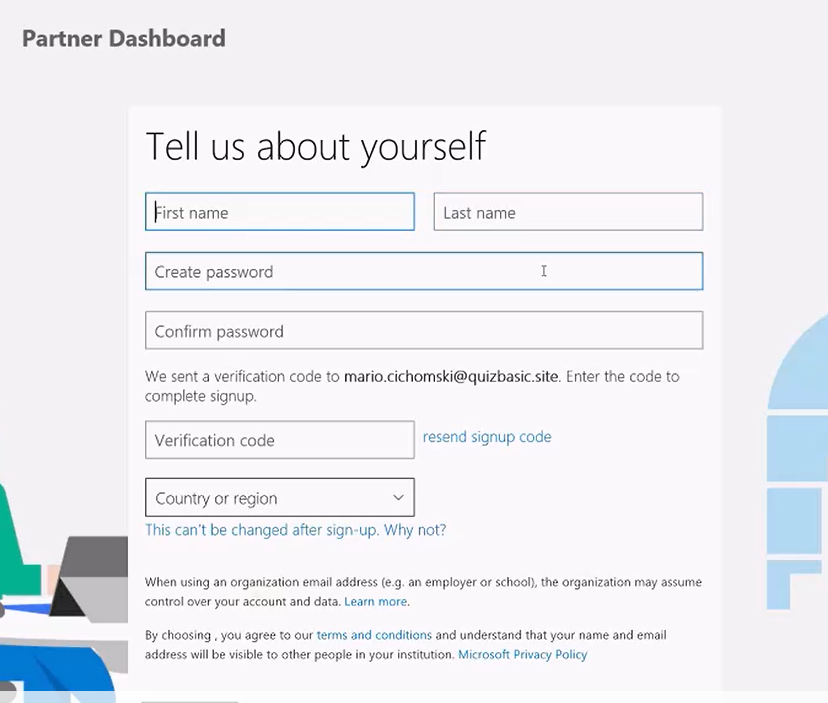 Partner Dashboard
Tell us about yourself
First name
Last name
Create password
Confirm password
We sent a verification code to mario.cichomski@quizbasic.site. Enter the code to
complete signup.
Verification code
resend signup code
Country or region
This can't be changed after sign-up. Why not?
When using an organization email address (e.g. an employer or school), the organization may assume
control over your account and data. Learn more.
By choosing , you agree to our terms and conditions and understand that your name and email
address will be visible to other people in your institution. Microsoft Privacy Policy